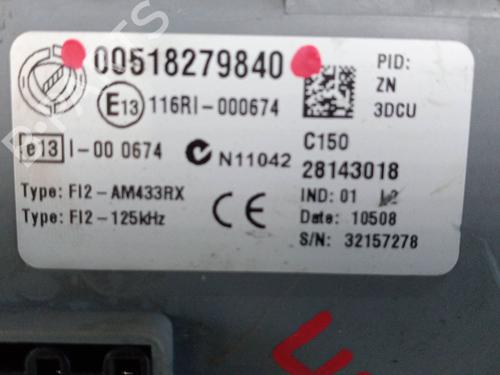 00518279840
PID:
ZN
3DCU
E13 116RI-000674
e13 I-00 0674
N11042
C150
28143018
Type: FI2-AM433RX
Type: FI2-125kHz
CE
IND: 01
Date: 10508
S/N: 32157278